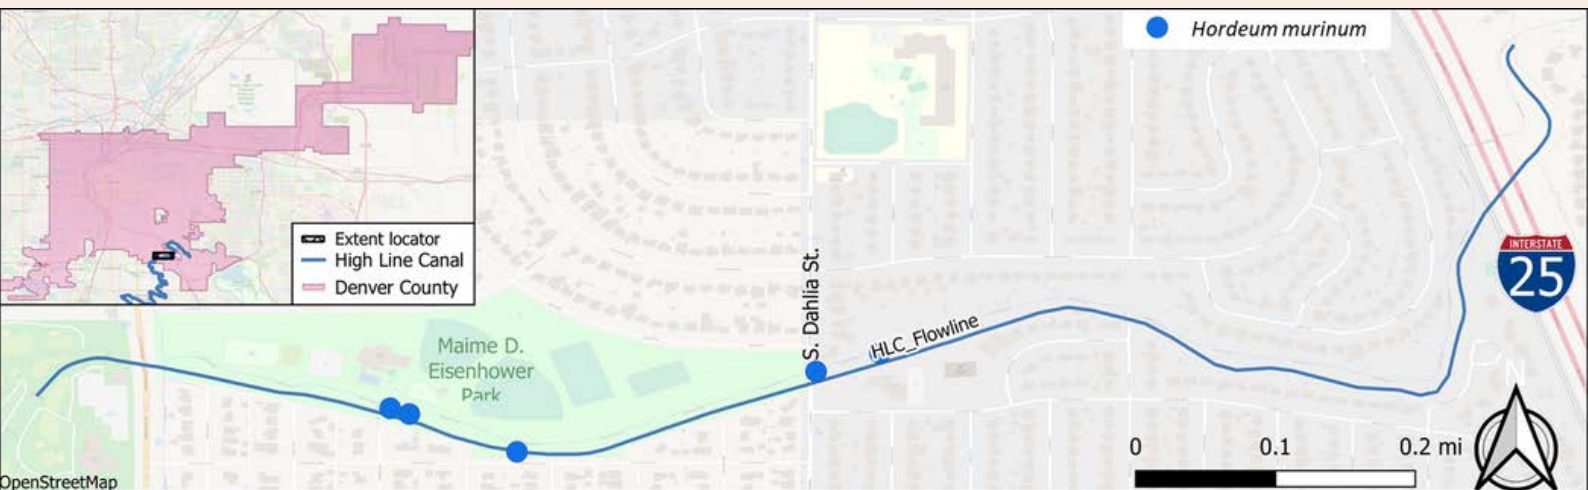 Hordeum murinum
Extent locator
High Line Canal
Denver County
S. Dahlia St.
HLC_Flowline
INTERSTATE
25
Maime D.
Eisenhower
Park
N
0 0.1 0.2 mi
OpenStreetMap